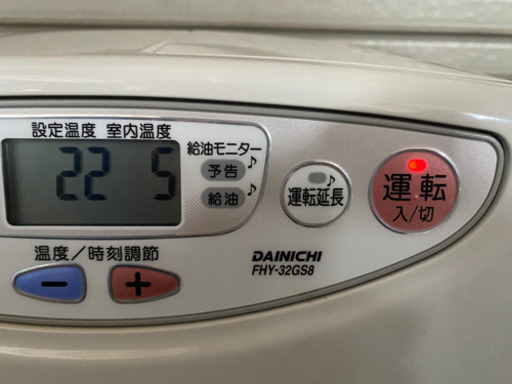 設定温度 室内温度
22 5
給油モニター
予告♪
給油♪
運転延長
運転
入/切
温度/時刻調節
− +
DAINICHI
FHY-32GS8